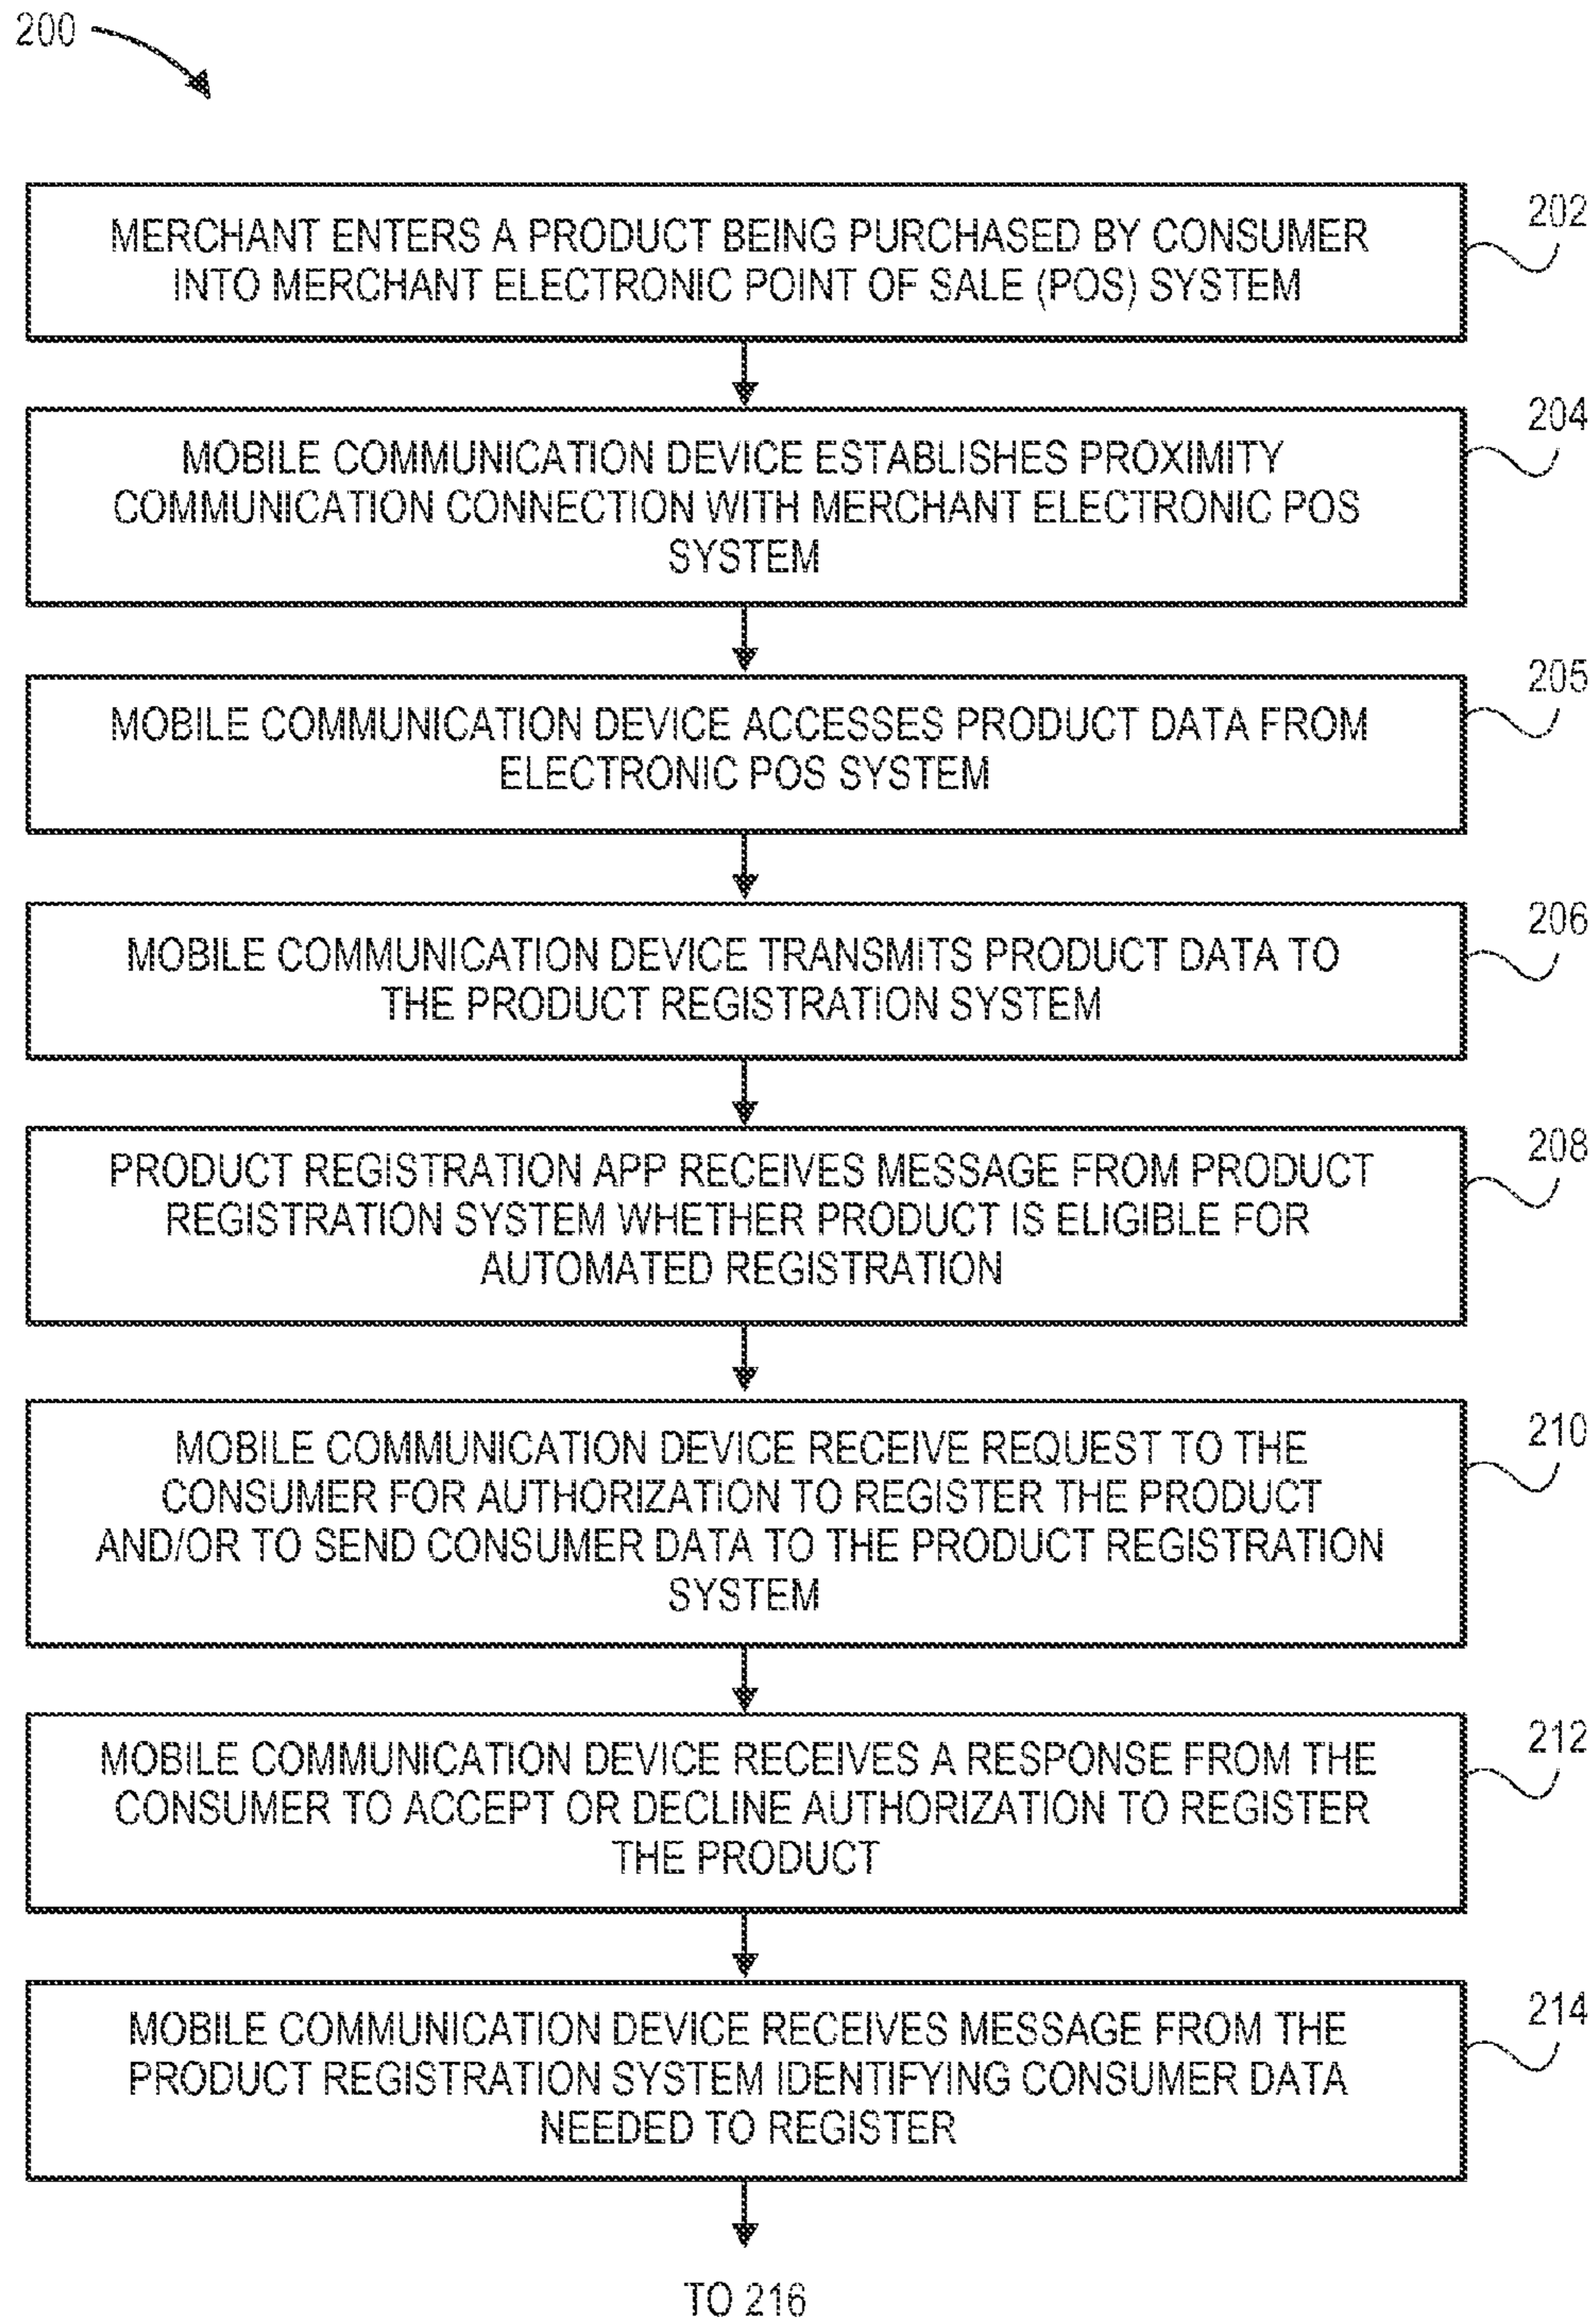 200
MERCHANT ENTERS A PRODUCT BEING PURCHASED BY CONSUMER
INTO MERCHANT ELECTRONIC POINT OF SALE (POS) SYSTEM
202
MOBILE COMMUNICATION DEVICE ESTABLISHES PROXIMITY
COMMUNICATION CONNECTION WITH MERCHANT ELECTRONIC POS
SYSTEM
204
MOBILE COMMUNICATION DEVICE ACCESSES PRODUCT DATA FROM
ELECTRONIC POS SYSTEM
205
MOBILE COMMUNICATION DEVICE TRANSMITS PRODUCT DATA TO
THE PRODUCT REGISTRATION SYSTEM
206
PRODUCT REGISTRATION APP RECEIVES MESSAGE FROM PRODUCT
REGISTRATION SYSTEM WHETHER PRODUCT IS ELIGIBLE FOR
AUTOMATED REGISTRATION
208
MOBILE COMMUNICATION DEVICE RECEIVE REQUEST TO THE
CONSUMER FOR AUTHORIZATION TO REGISTER THE PRODUCT
AND/OR TO SEND CONSUMER DATA TO THE PRODUCT REGISTRATION
SYSTEM
210
MOBILE COMMUNICATION DEVICE RECEIVES A RESPONSE FROM THE
CONSUMER TO ACCEPT OR DECLINE AUTHORIZATION TO REGISTER
THE PRODUCT
212
MOBILE COMMUNICATION DEVICE RECEIVES MESSAGE FROM THE
PRODUCT REGISTRATION SYSTEM IDENTIFYING CONSUMER DATA
NEEDED TO REGISTER
214
TO 216